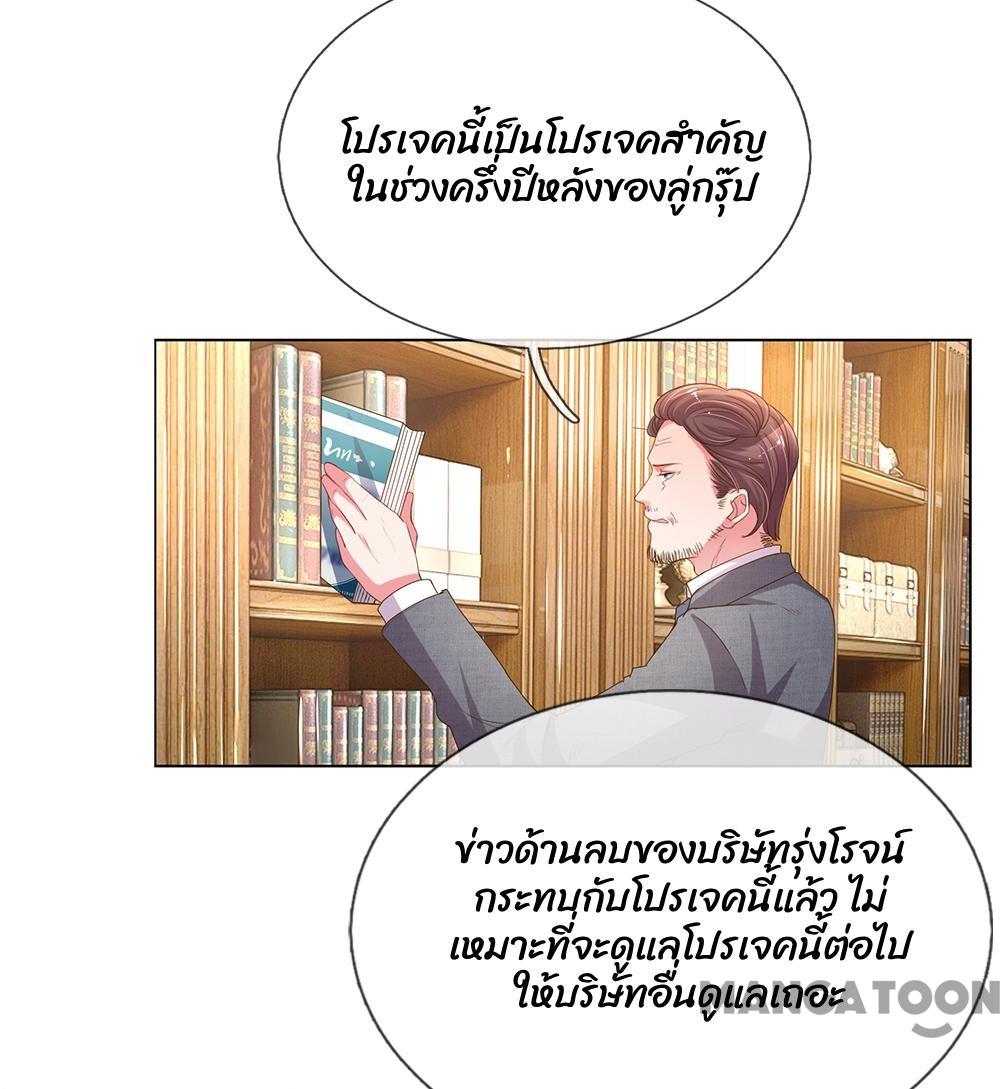 โปรเจคนี้เป็นโปรเจคสำคัญ
ในช่วงครึ่งปีหลังของลู่กรุ๊ป
ข่าวด้านลบของบริษัทรุ่งโรจน์
กระทบกับโปรเจคนี้แล้ว ไม่
เหมาะที่จะดูแลโปรเจคนี้ต่อไป
ให้บริษัทอื่นดูแลเถอะ
MANGATOON